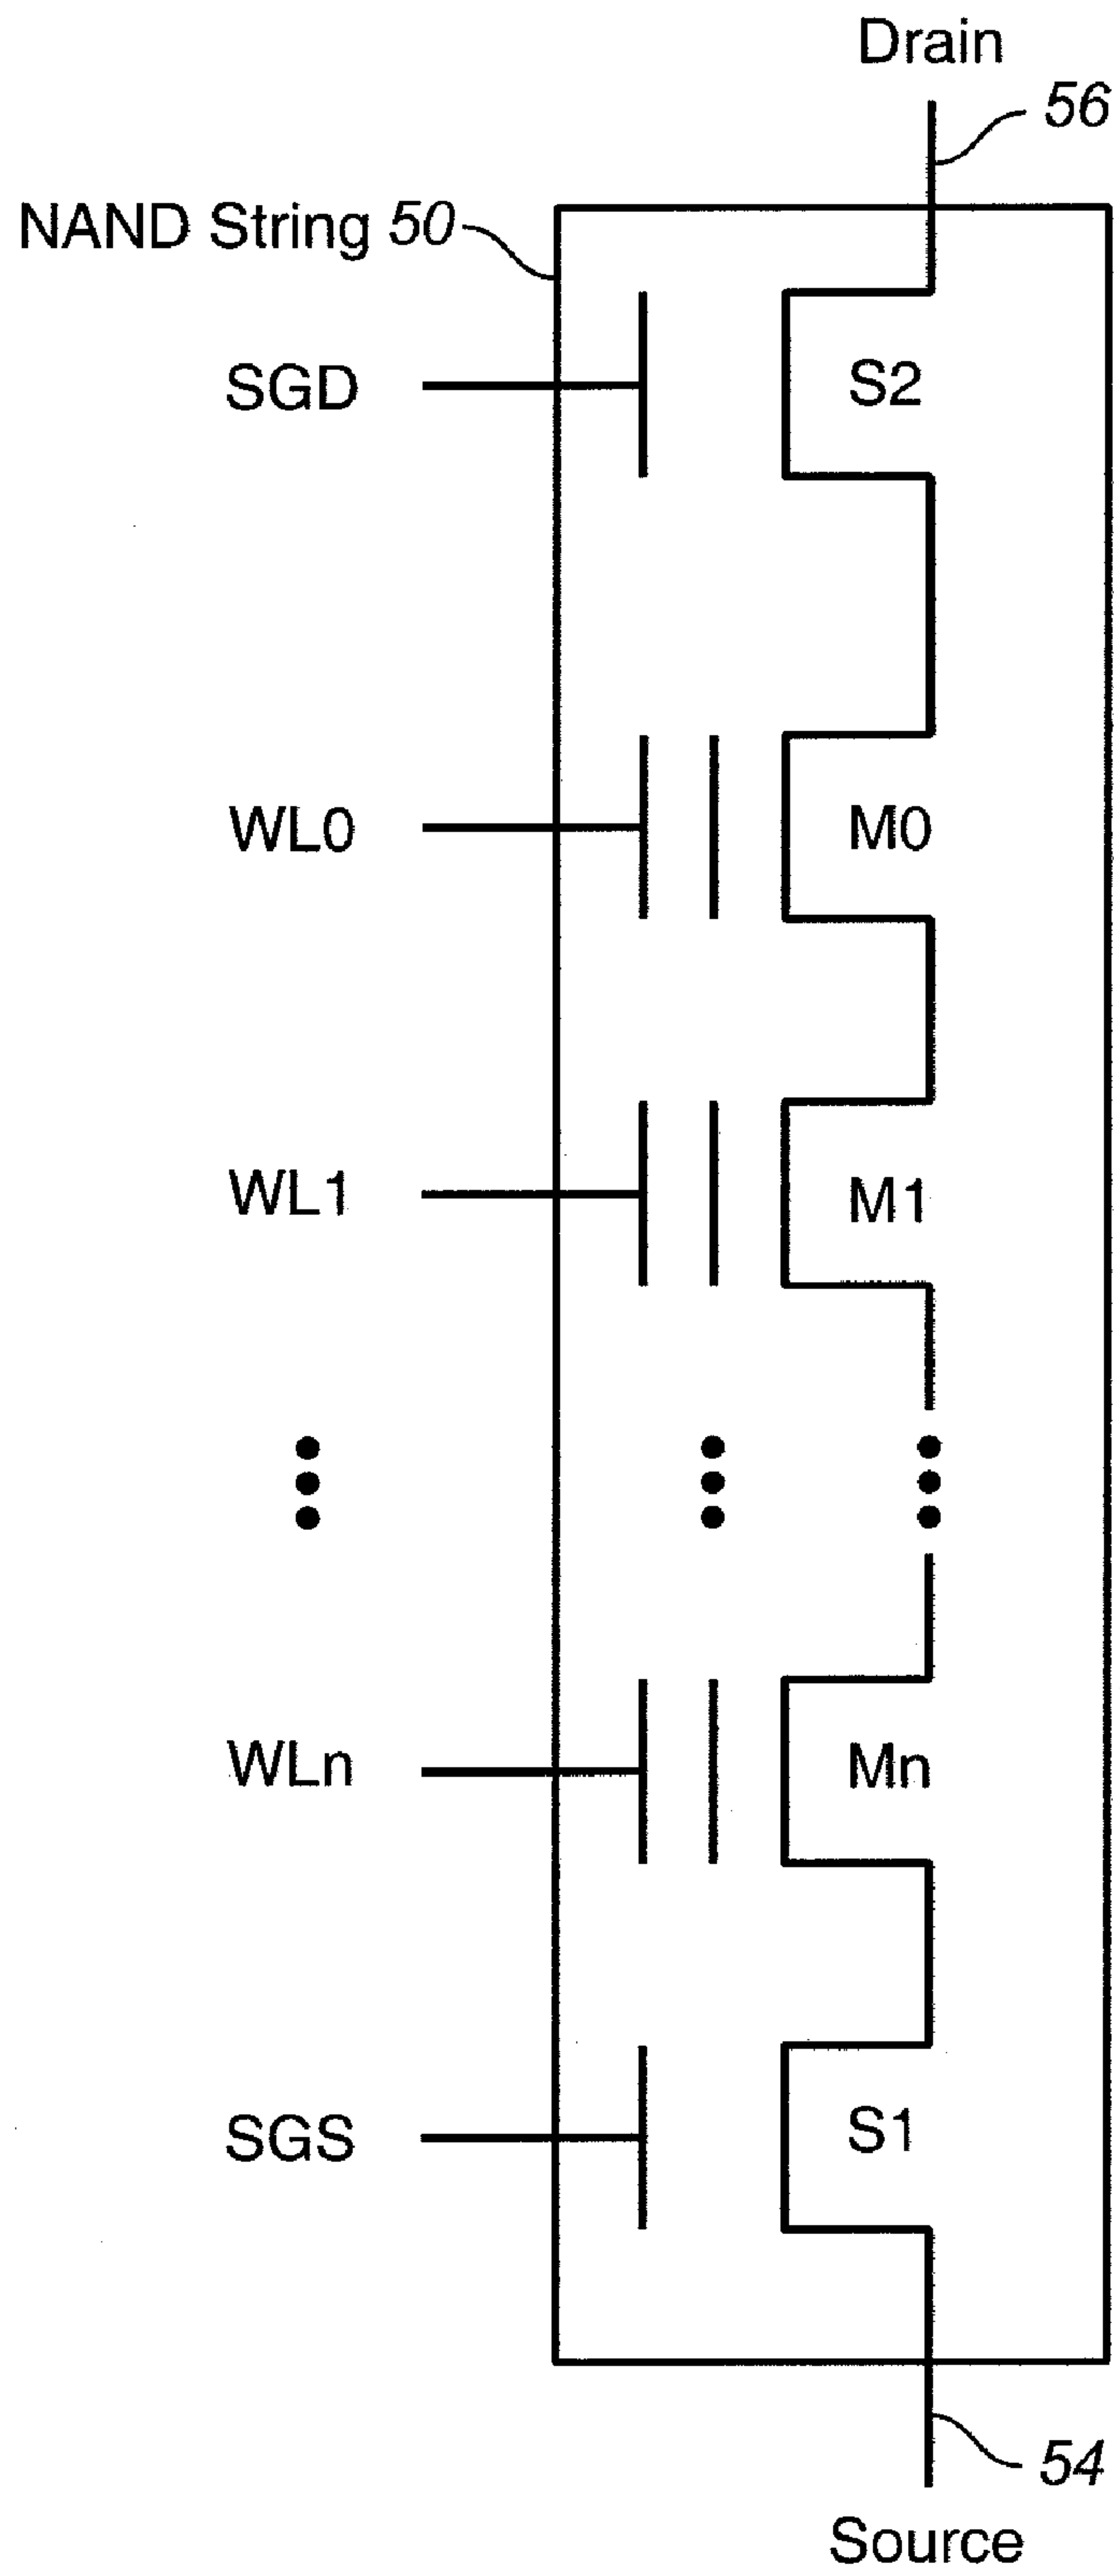 Drain
56
NAND String 50
SGD
S2
WL0
M0
WL1
M1
WLn
Mn
SGS
S1
54
Source